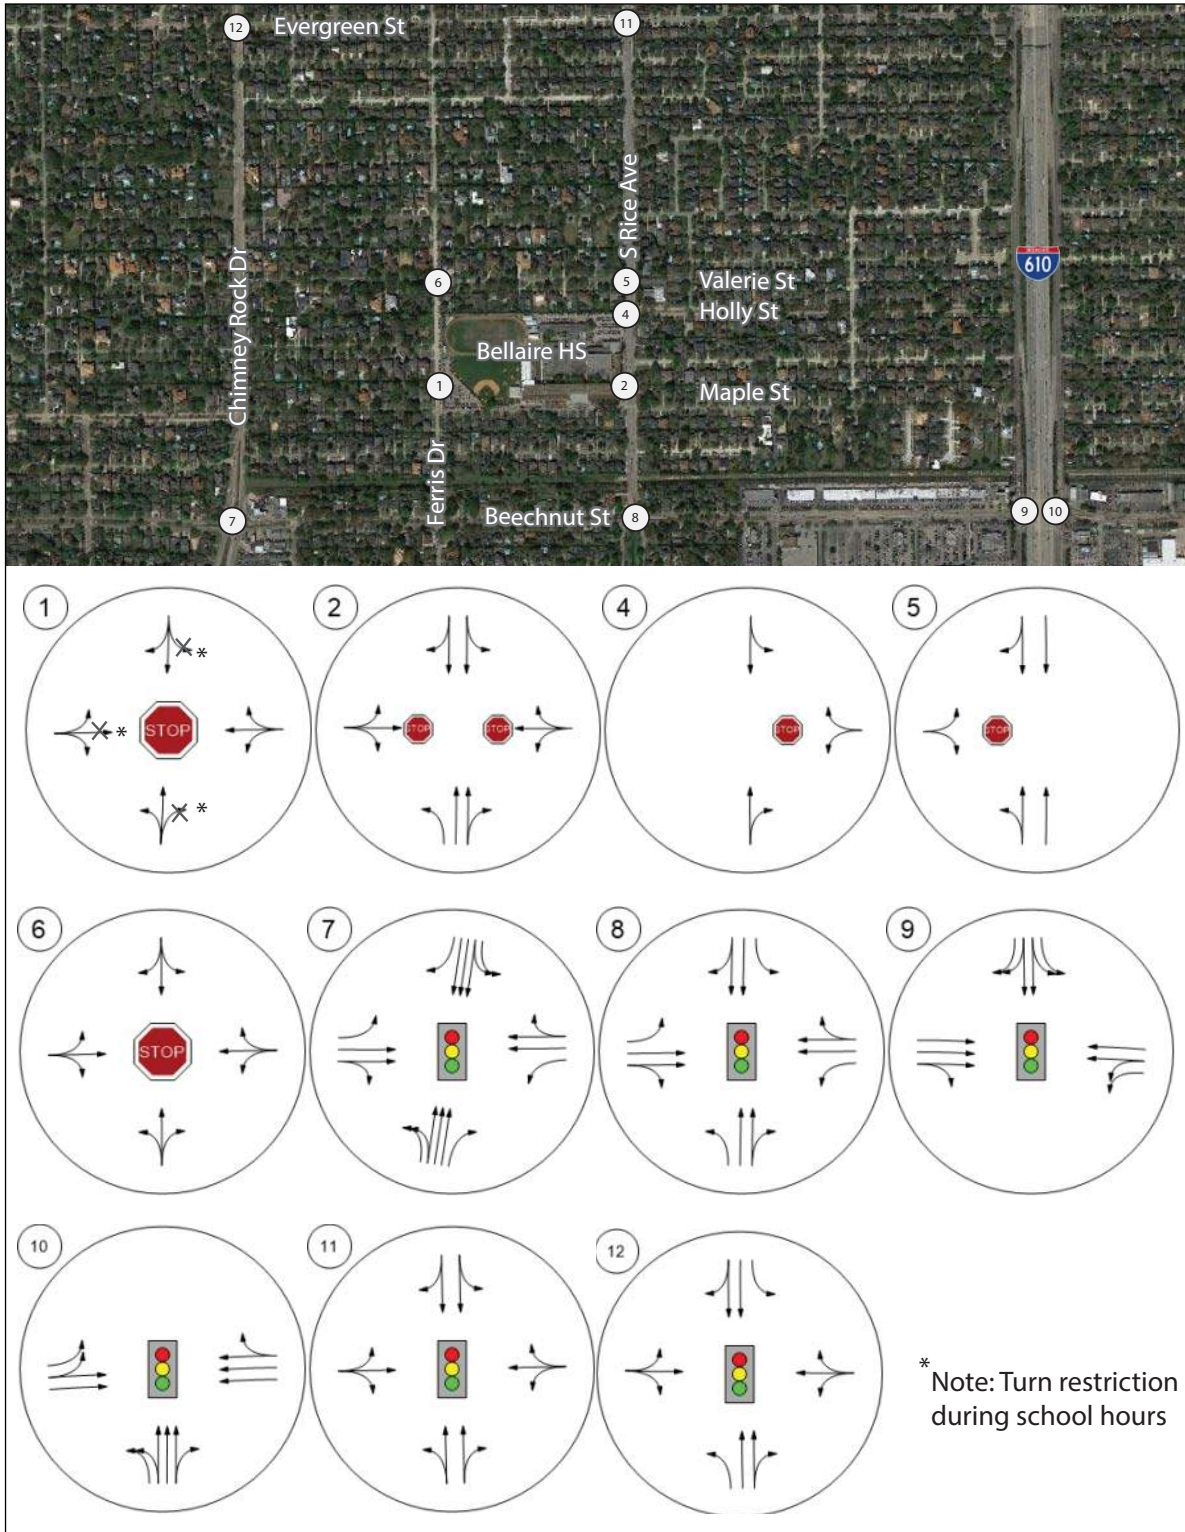 12
Evergreen St
11
S Rice Ave
Chimney Rock Dr
6
5
Valerie St
610
4
Holly St
Bellaire HS
1
2
Maple St
Ferris Dr
7
Beechnut St
8
9
10
1
2
4
5
*
*
*
STOP
STOP
STOP
STOP
STOP
6
7
8
9
STOP
10
11
12
*
Note: Turn restriction
during school hours